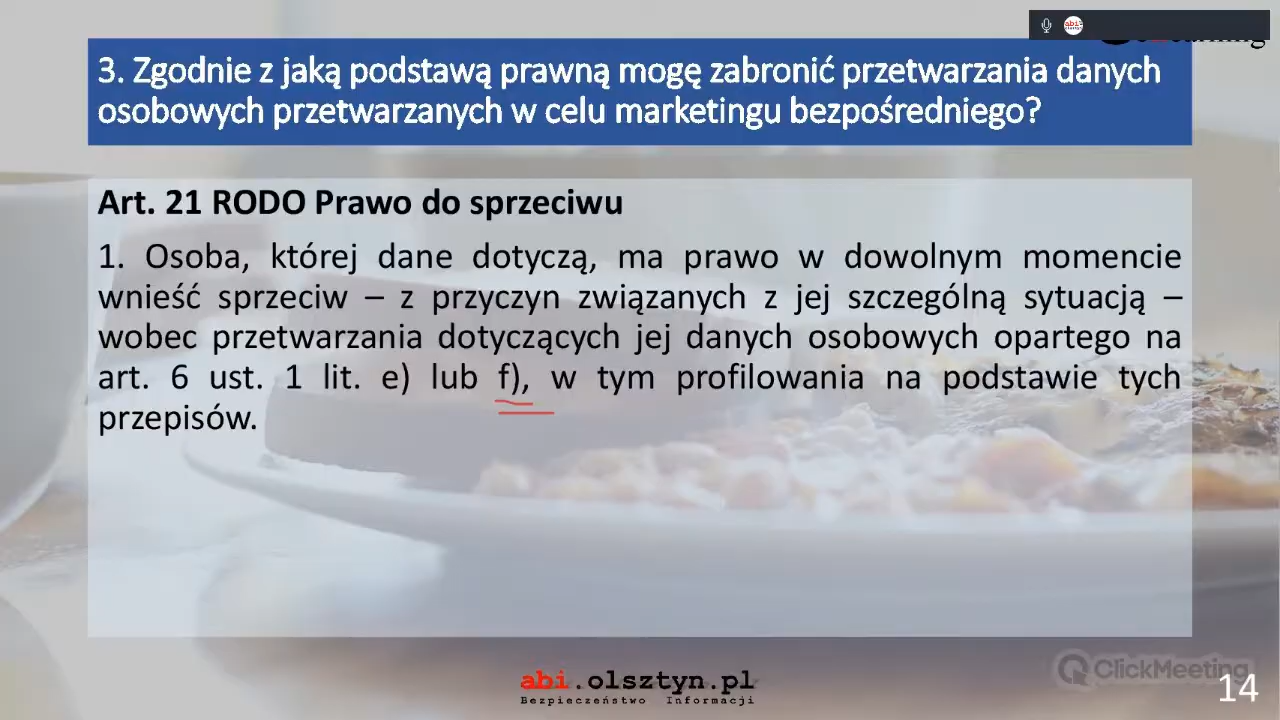 3. Zgodnie z jaką podstawą prawną mogę zabronić przetwarzania danych
osobowych przetwarzanych w celu marketingu bezpośredniego?
Art. 21 RODO Prawo do sprzeciwu
1. Osoba, której dane dotyczą, ma prawo w dowolnym momencie
wnieść sprzeciw – z przyczyn związanych z jej szczególną sytuacją –
wobec przetwarzania dotyczących jej danych osobowych opartego na
art. 6 ust. 1 lit. e) lub f), w tym profilowania na podstawie tych
przepisów.
abi.olsztyn.pl
Bezpieczeństwo Informacji
ClickMeeting
14